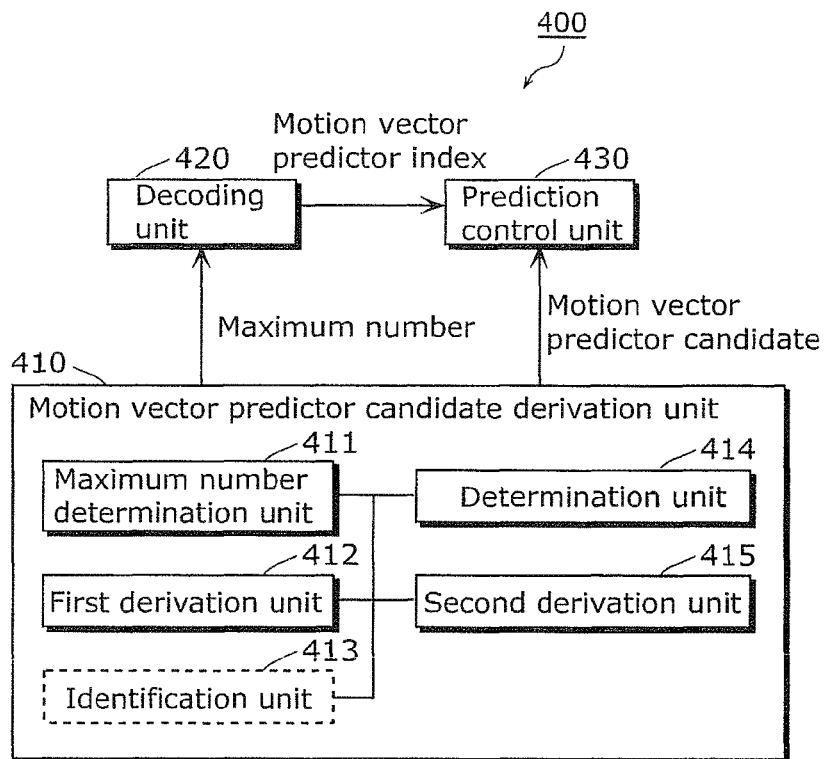 400
Motion vector
predictor index
420
430
Decoding
unit
Prediction
control unit
Maximum number
Motion vector
predictor candidate
410
Motion vector predictor candidate derivation unit
411
414
Maximum number
determination unit
Determination unit
412
415
First derivation unit
Second derivation unit
413
Identification unit